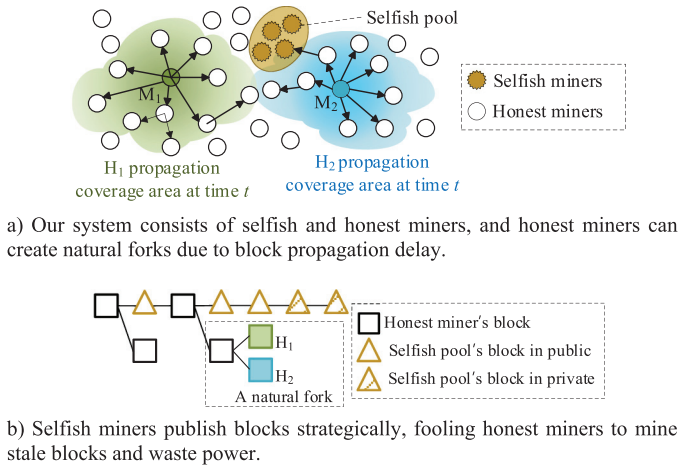 Selfish pool
M1
M2
Selfish miners
Honest miners
H1 propagation
coverage area at time t
H2 propagation
coverage area at time t
a) Our system consists of selfish and honest miners, and honest miners can
create natural forks due to block propagation delay.
H1
H2
A natural fork
Honest miner's block
Selfish pool's block in public
Selfish pool's block in private
b) Selfish miners publish blocks strategically, fooling honest miners to mine
stale blocks and waste power.